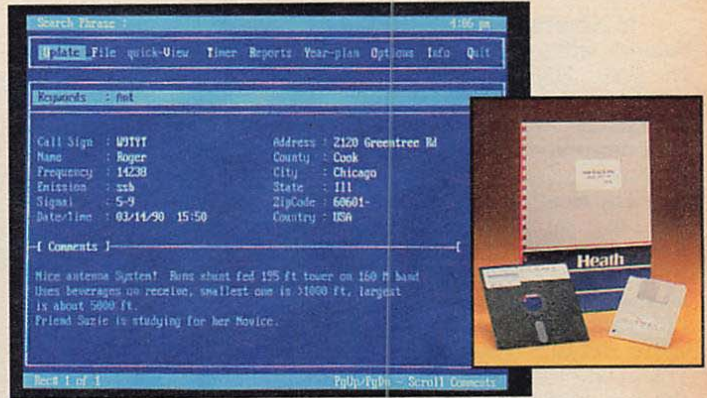 Search Phrase : 4:06 pm
Update File quick-View Timer Reports Year-plan Options Info Quit
Keywords : Ant
Call Sign : W9TYT Address : 2120 Greentree Rd
Name : Roger County : Cook
Frequency : 14238 City : Chicago
Emission : ssb State : Ill
Signal : 5-9 ZipCode : 60601-
Date/Time : 03/14/90 15:50 Country : USA
[ Comments ]
Nice antenna System! Runs shunt fed 195 ft tower on 160 M band
Uses beverages on receive, smallest one is >1000 ft, largest
is about 5000 ft.
Friend Suzie is studying for her Novice.
Rec# 1 of 1 PgUp/PgDn - Scroll Comments
Heath